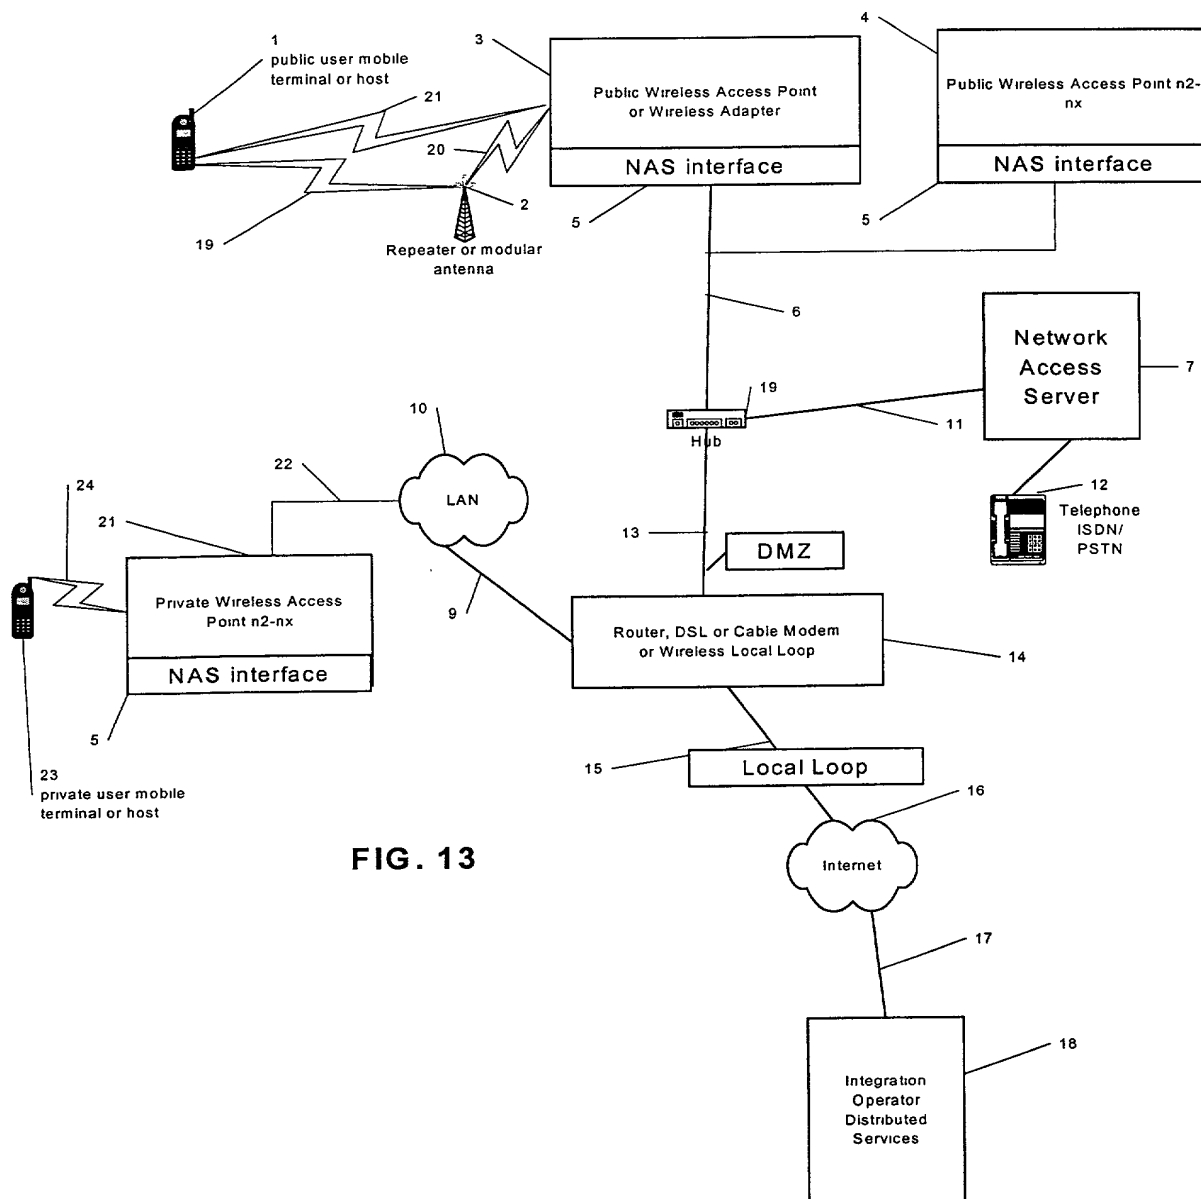 1
public user mobile
terminal or host
21
20
19
2
Repeater or modular
antenna
3
Public Wireless Access Point
or Wireless Adapter
NAS interface
5
4
Public Wireless Access Point n2-
nx
NAS interface
5
6
Network
Access
Server
7
19
Hub
11
12
Telephone
ISDN/
PSTN
10
LAN
22
24
21
Private Wireless Access
Point n2-nx
NAS interface
5
23
private user mobile
terminal or host
9
13
DMZ
Router, DSL or Cable Modem
or Wireless Local Loop
14
15
Local Loop
16
Internet
17
18
Integration
Operator
Distributed
Services
FIG. 13